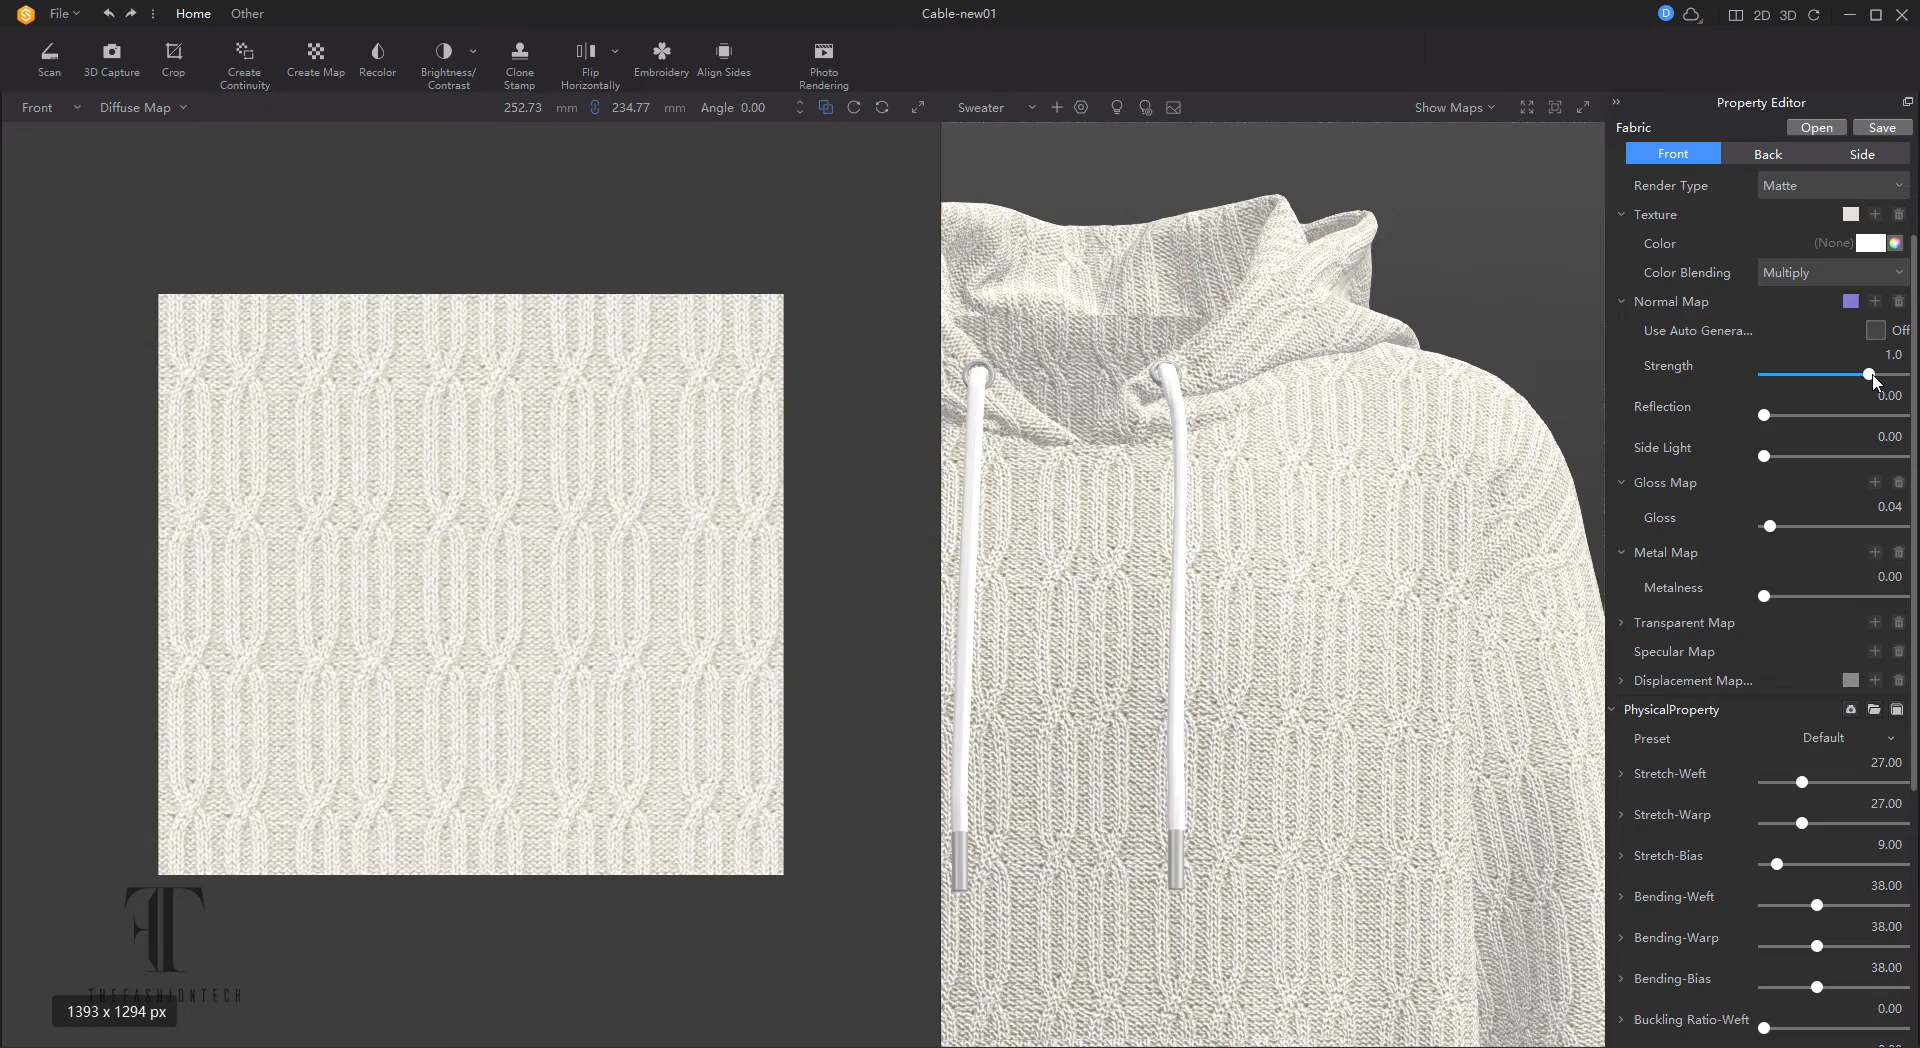 File
Home
Other
Cable-new01
D
2D
3D
Scan
3D Capture
Crop
Create Continuity
Create Map
Recolor
Brightness/ Contrast
Clone Stamp
Flip Horizontally
Embroidery
Align Sides
Photo Rendering
Front
Diffuse Map
252.73 mm
234.77 mm
Angle 0.00
Sweater
Show Maps
Property Editor
Fabric
Open
Save
Front
Back
Side
Render Type
Matte
Texture
Color
(None)
Color Blending
Multiply
Normal Map
Use Auto Genera...
Off
1.0
Strength
0.00
Reflection
0.00
Side Light
Gloss Map
0.04
Gloss
Metal Map
0.00
Metalness
Transparent Map
Specular Map
Displacement Map...
PhysicalProperty
Preset
Default
27.00
Stretch-Weft
27.00
Stretch-Warp
9.00
Stretch-Bias
38.00
Bending-Weft
38.00
Bending-Warp
38.00
Bending-Bias
0.00
Buckling Ratio-Weft
THEFASHIONTECH
1393 x 1294 px